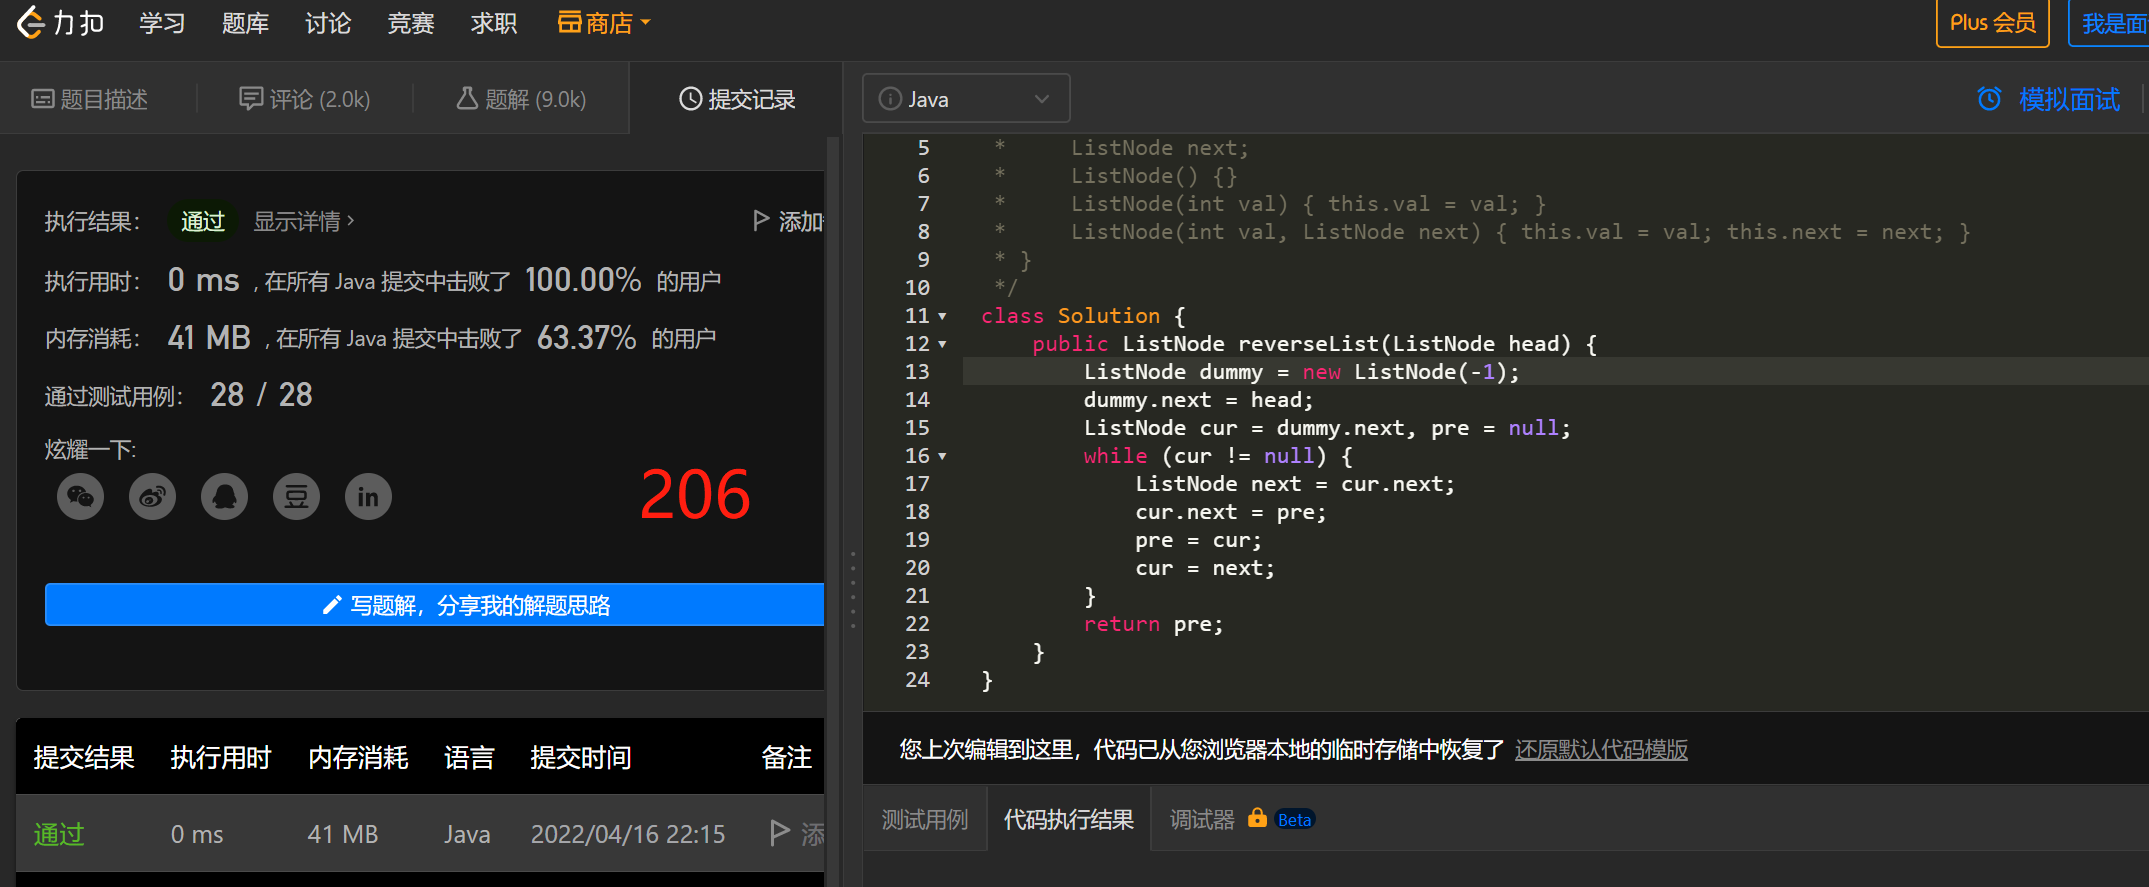 力扣 学习 题库 讨论 竞赛 求职 商店 Plus 会员 我是面
题目描述 评论 (2.0k) 题解 (9.0k) 提交记录
执行结果： 通过 显示详情 › 添加
执行用时： 0 ms , 在所有 Java 提交中击败了 100.00% 的用户
内存消耗： 41 MB , 在所有 Java 提交中击败了 63.37% 的用户
通过测试用例： 28 / 28
炫耀一下:
豆 in
206
写题解，分享我的解题思路
提交结果 执行用时 内存消耗 语言 提交时间 备注
通过 0 ms 41 MB Java 2022/04/16 22:15 添
Java 模拟面试
5 * ListNode next;
6 * ListNode() {}
7 * ListNode(int val) { this.val = val; }
8 * ListNode(int val, ListNode next) { this.val = val; this.next = next; }
9 * }
10 */
11 class Solution {
12 public ListNode reverseList(ListNode head) {
13 ListNode dummy = new ListNode(-1);
14 dummy.next = head;
15 ListNode cur = dummy.next, pre = null;
16 while (cur != null) {
17 ListNode next = cur.next;
18 cur.next = pre;
19 pre = cur;
20 cur = next;
21 }
22 return pre;
23 }
24 }
您上次编辑到这里，代码已从您浏览器本地的临时存储中恢复了 还原默认代码模版
测试用例 代码执行结果 调试器 Beta